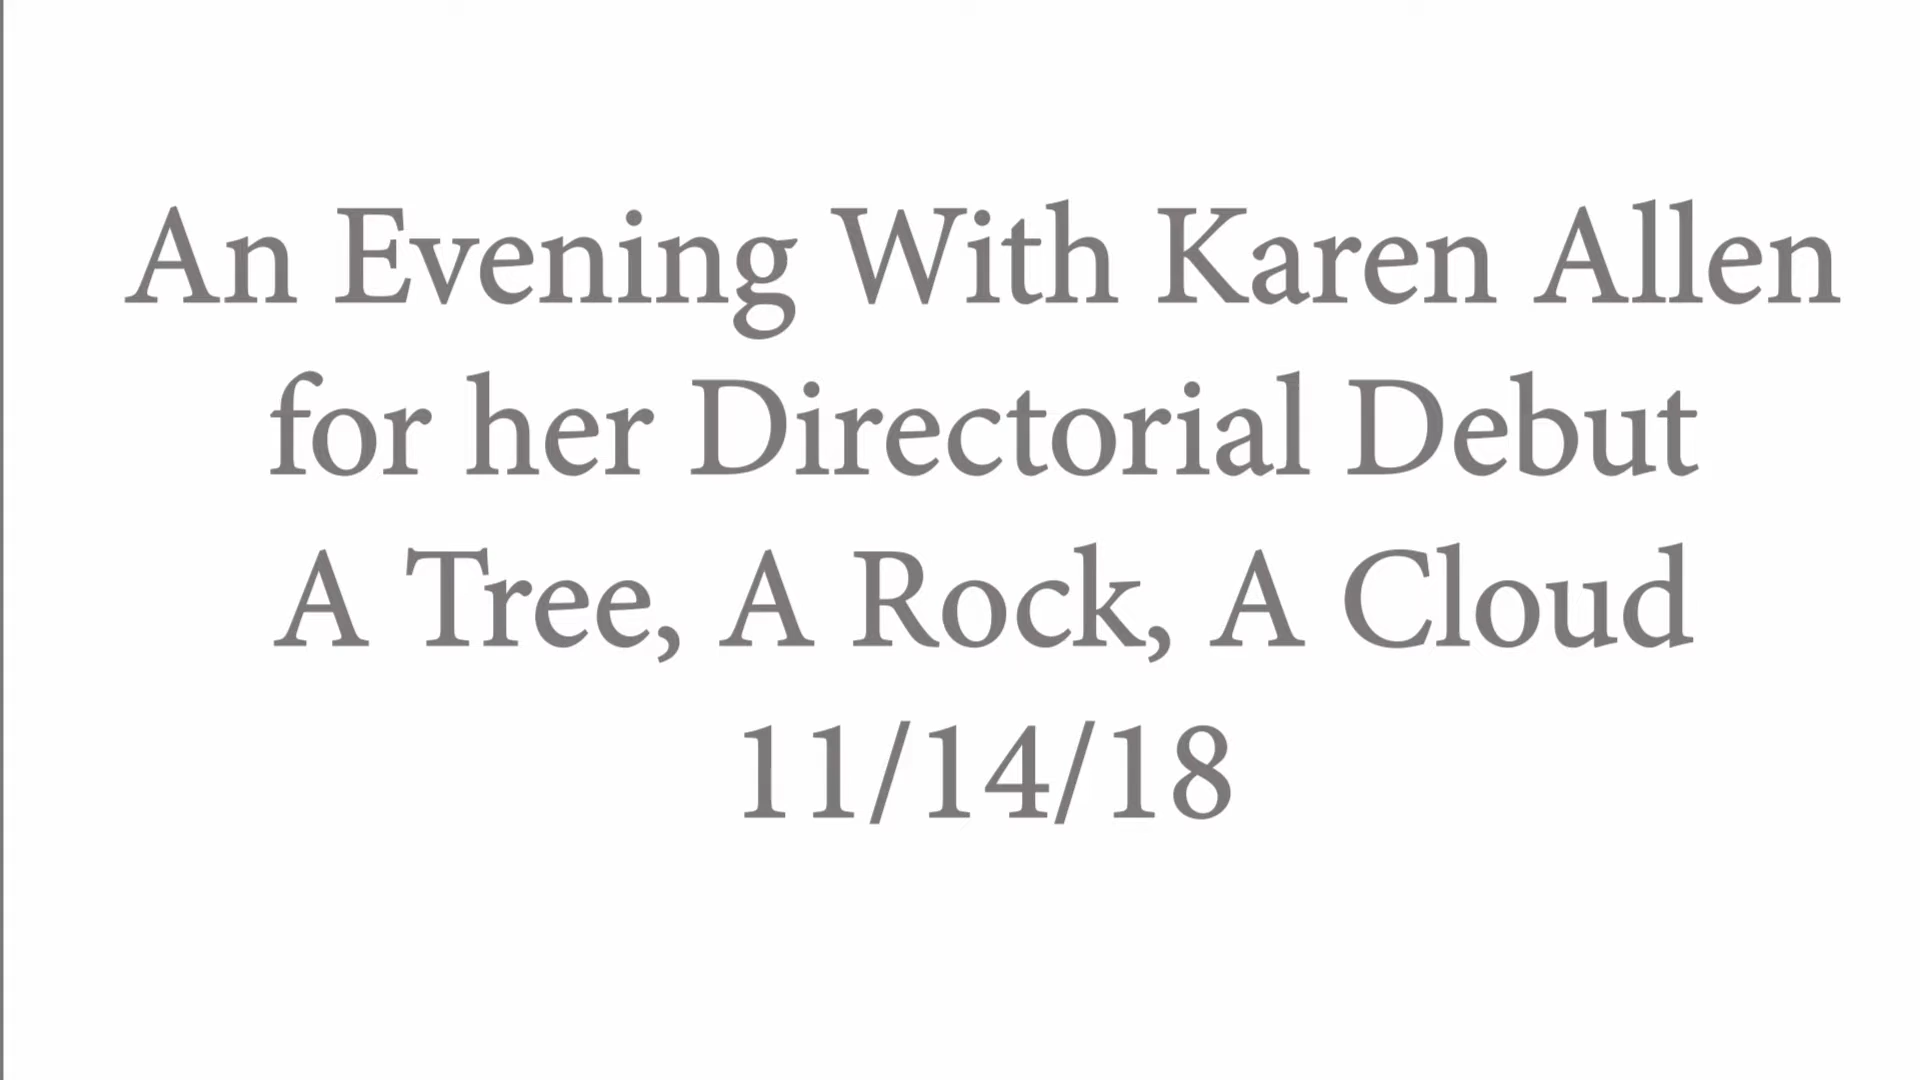 An Evening With Karen Allen
for her Directorial Debut
A Tree, A Rock, A Cloud
11/14/18